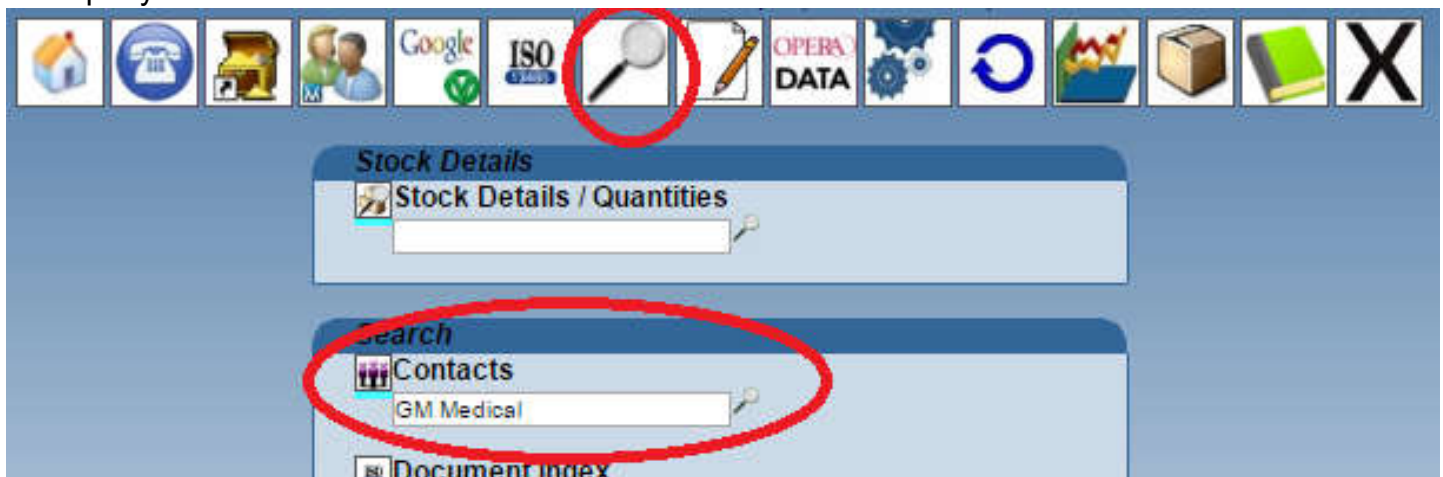 Google
ISO
OPERA
DATA
M
Stock Details
Stock Details / Quantities
Search
Contacts
GM Medical
Document Index